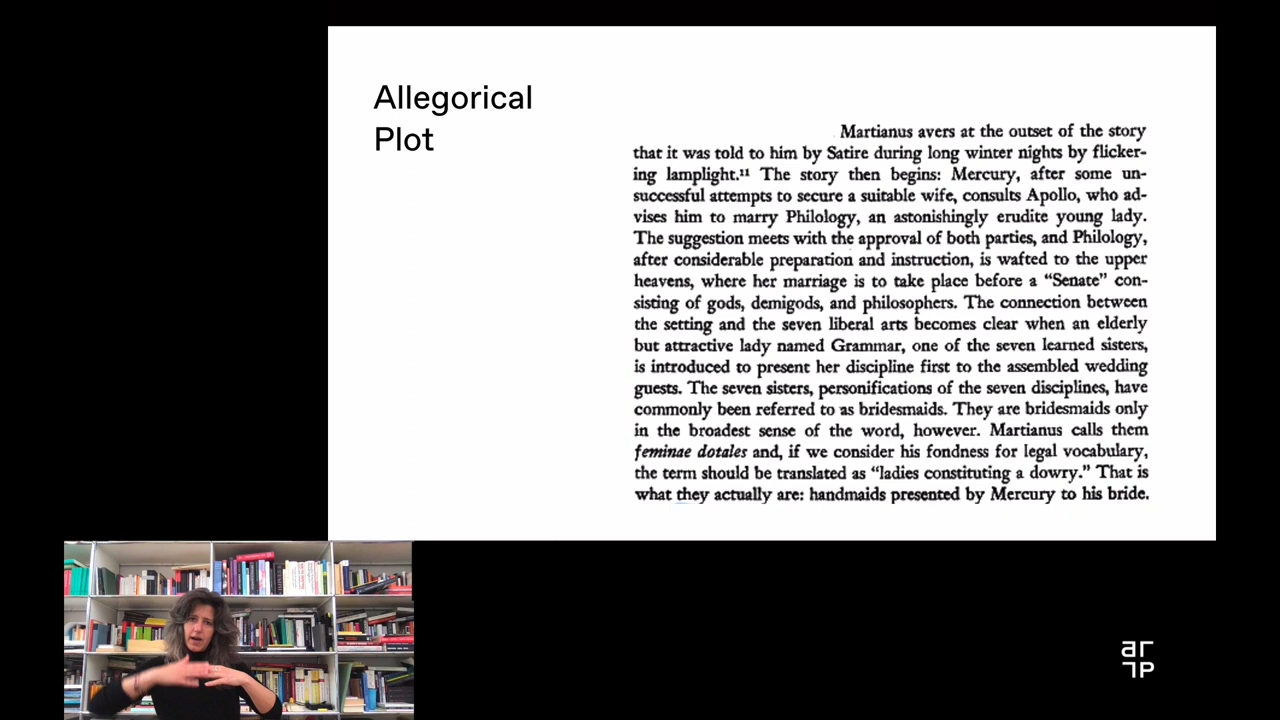 Allegorical
Plot
Martianus avers at the outset of the story
that it was told to him by Satire during long winter nights by flicker-
ing lamplight.¹¹ The story then begins: Mercury, after some un-
successful attempts to secure a suitable wife, consults Apollo, who ad-
vises him to marry Philology, an astonishingly erudite young lady.
The suggestion meets with the approval of both parties, and Philology,
after considerable preparation and instruction, is wafted to the upper
heavens, where her marriage is to take place before a “Senate” con-
sisting of gods, demigods, and philosophers. The connection between
the setting and the seven liberal arts becomes clear when an elderly
but attractive lady named Grammar, one of the seven learned sisters,
is introduced to present her discipline first to the assembled wedding
guests. The seven sisters, personifications of the seven disciplines, have
commonly been referred to as bridesmaids. They are bridesmaids only
in the broadest sense of the word, however. Martianus calls them
feminae dotales and, if we consider his fondness for legal vocabulary,
the term should be translated as “ladies constituting a dowry.” That is
what they actually are: handmaids presented by Mercury to his bride.